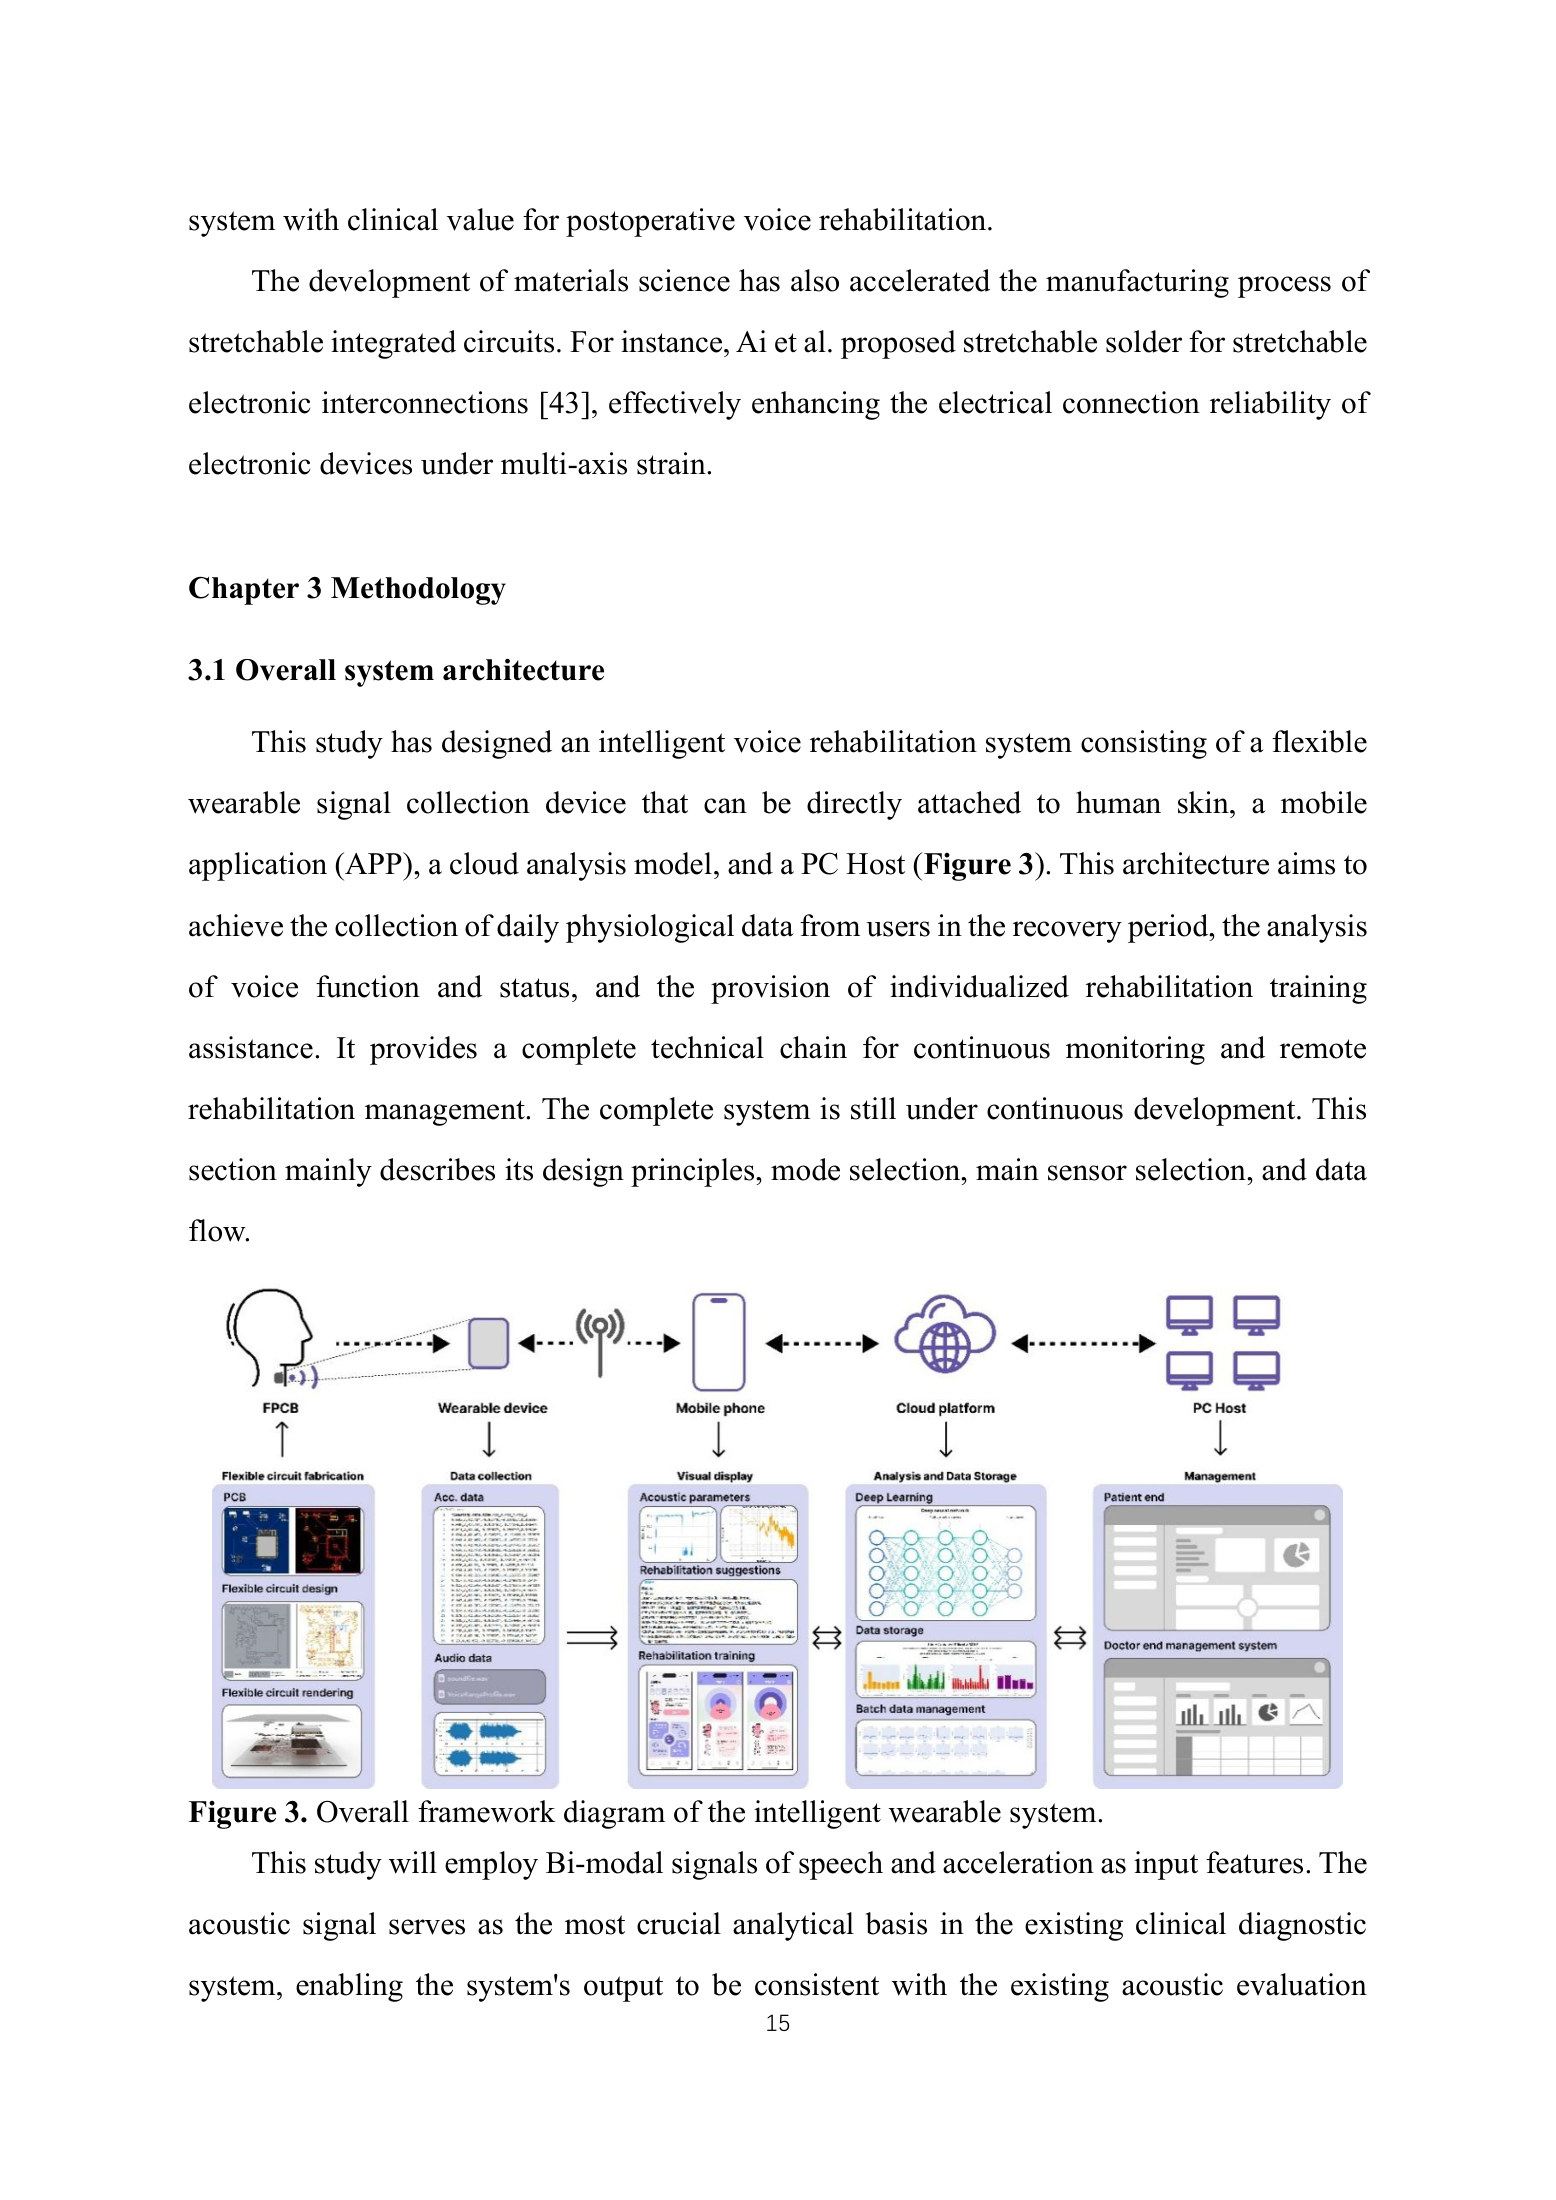 system with clinical value for postoperative voice rehabilitation.
The development of materials science has also accelerated the manufacturing process of
stretchable integrated circuits. For instance, Ai et al. proposed stretchable solder for stretchable
electronic interconnections [43], effectively enhancing the electrical connection reliability of
electronic devices under multi-axis strain.
Chapter 3 Methodology
3.1 Overall system architecture
This study has designed an intelligent voice rehabilitation system consisting of a flexible
wearable signal collection device that can be directly attached to human skin, a mobile
application (APP), a cloud analysis model, and a PC Host (Figure 3). This architecture aims to
achieve the collection of daily physiological data from users in the recovery period, the analysis
of voice function and status, and the provision of individualized rehabilitation training
assistance. It provides a complete technical chain for continuous monitoring and remote
rehabilitation management. The complete system is still under continuous development. This
section mainly describes its design principles, mode selection, main sensor selection, and data
flow.
FPCB
Wearable device
Mobile phone
Cloud platform
PC Host
Flexible circuit fabrication
Data collection
Visual display
Analysis and Data Storage
Management
PCB
Flexible circuit design
Flexible circuit rendering
Acc. data
Audio data
soundfile.wav
VoiceRangeProfile.wav
Acoustic parameters
Rehabilitation suggestions
Rehabilitation training
Deep Learning
Data storage
Batch data management
Patient end
Doctor end management system
Figure 3. Overall framework diagram of the intelligent wearable system.
This study will employ Bi-modal signals of speech and acceleration as input features. The
acoustic signal serves as the most crucial analytical basis in the existing clinical diagnostic
system, enabling the system's output to be consistent with the existing acoustic evaluation
15